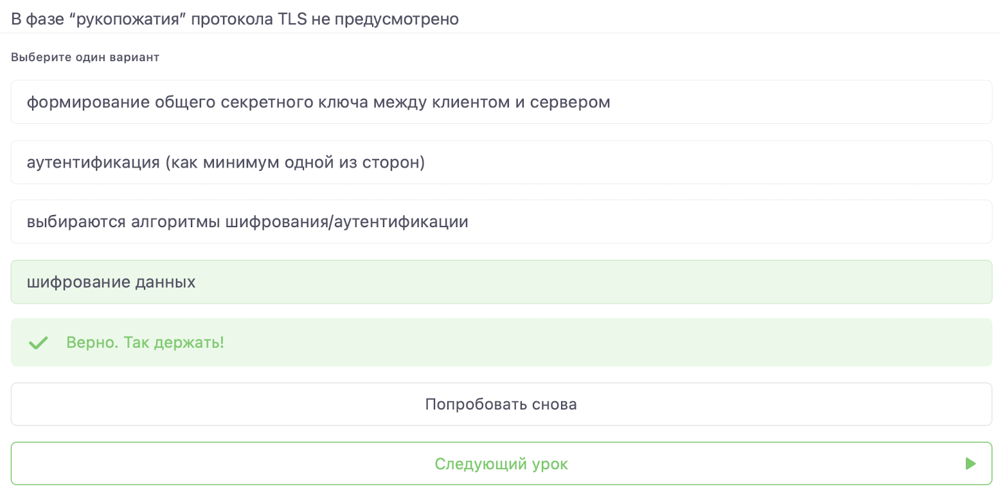 В фазе “рукопожатия” протокола TLS не предусмотрено
Выберите один вариант
формирование общего секретного ключа между клиентом и сервером
аутентификация (как минимум одной из сторон)
выбираются алгоритмы шифрования/аутентификации
шифрование данных
Верно. Так держать!
Попробовать снова
Следующий урок